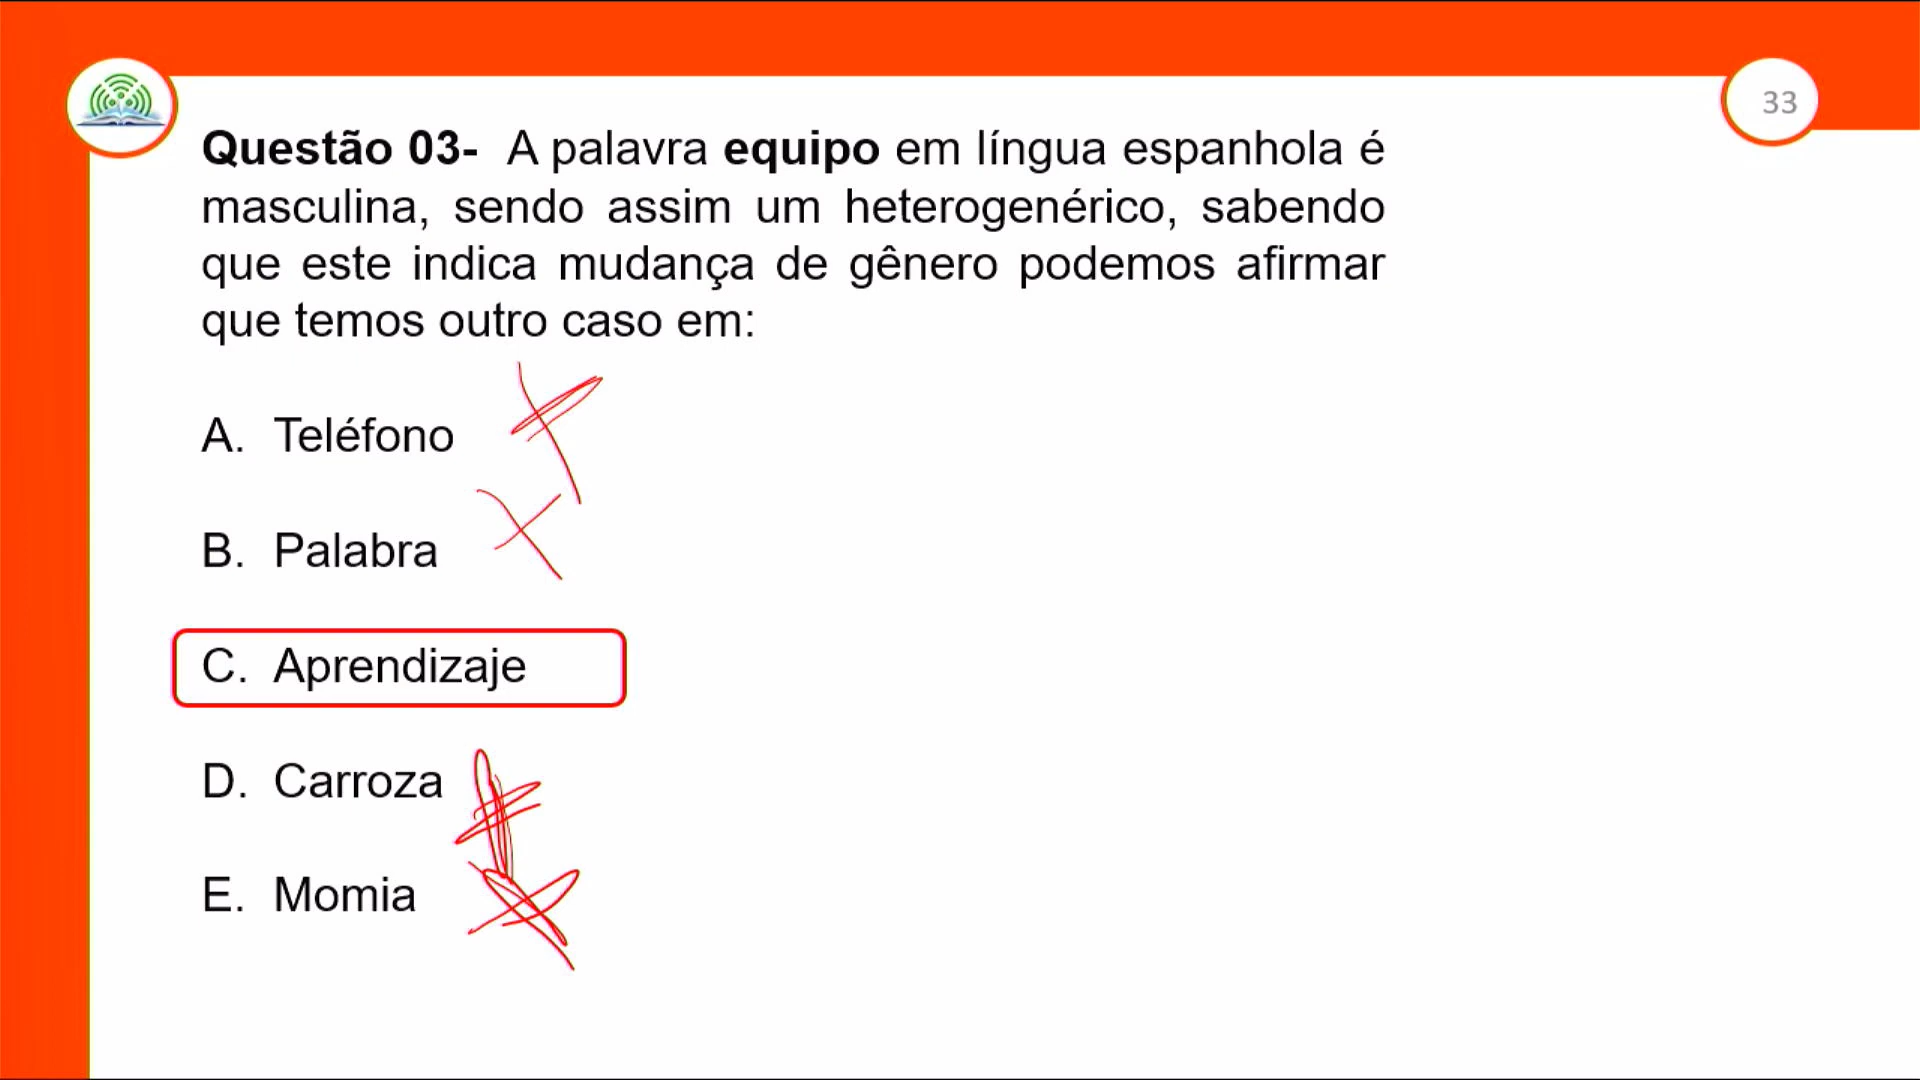 33
Questão 03- A palavra equipo em língua espanhola é
masculina, sendo assim um heterogenérico, sabendo
que este indica mudança de gênero podemos afirmar
que temos outro caso em:
A. Teléfono
B. Palabra
C. Aprendizaje
D. Carroza
E. Momia